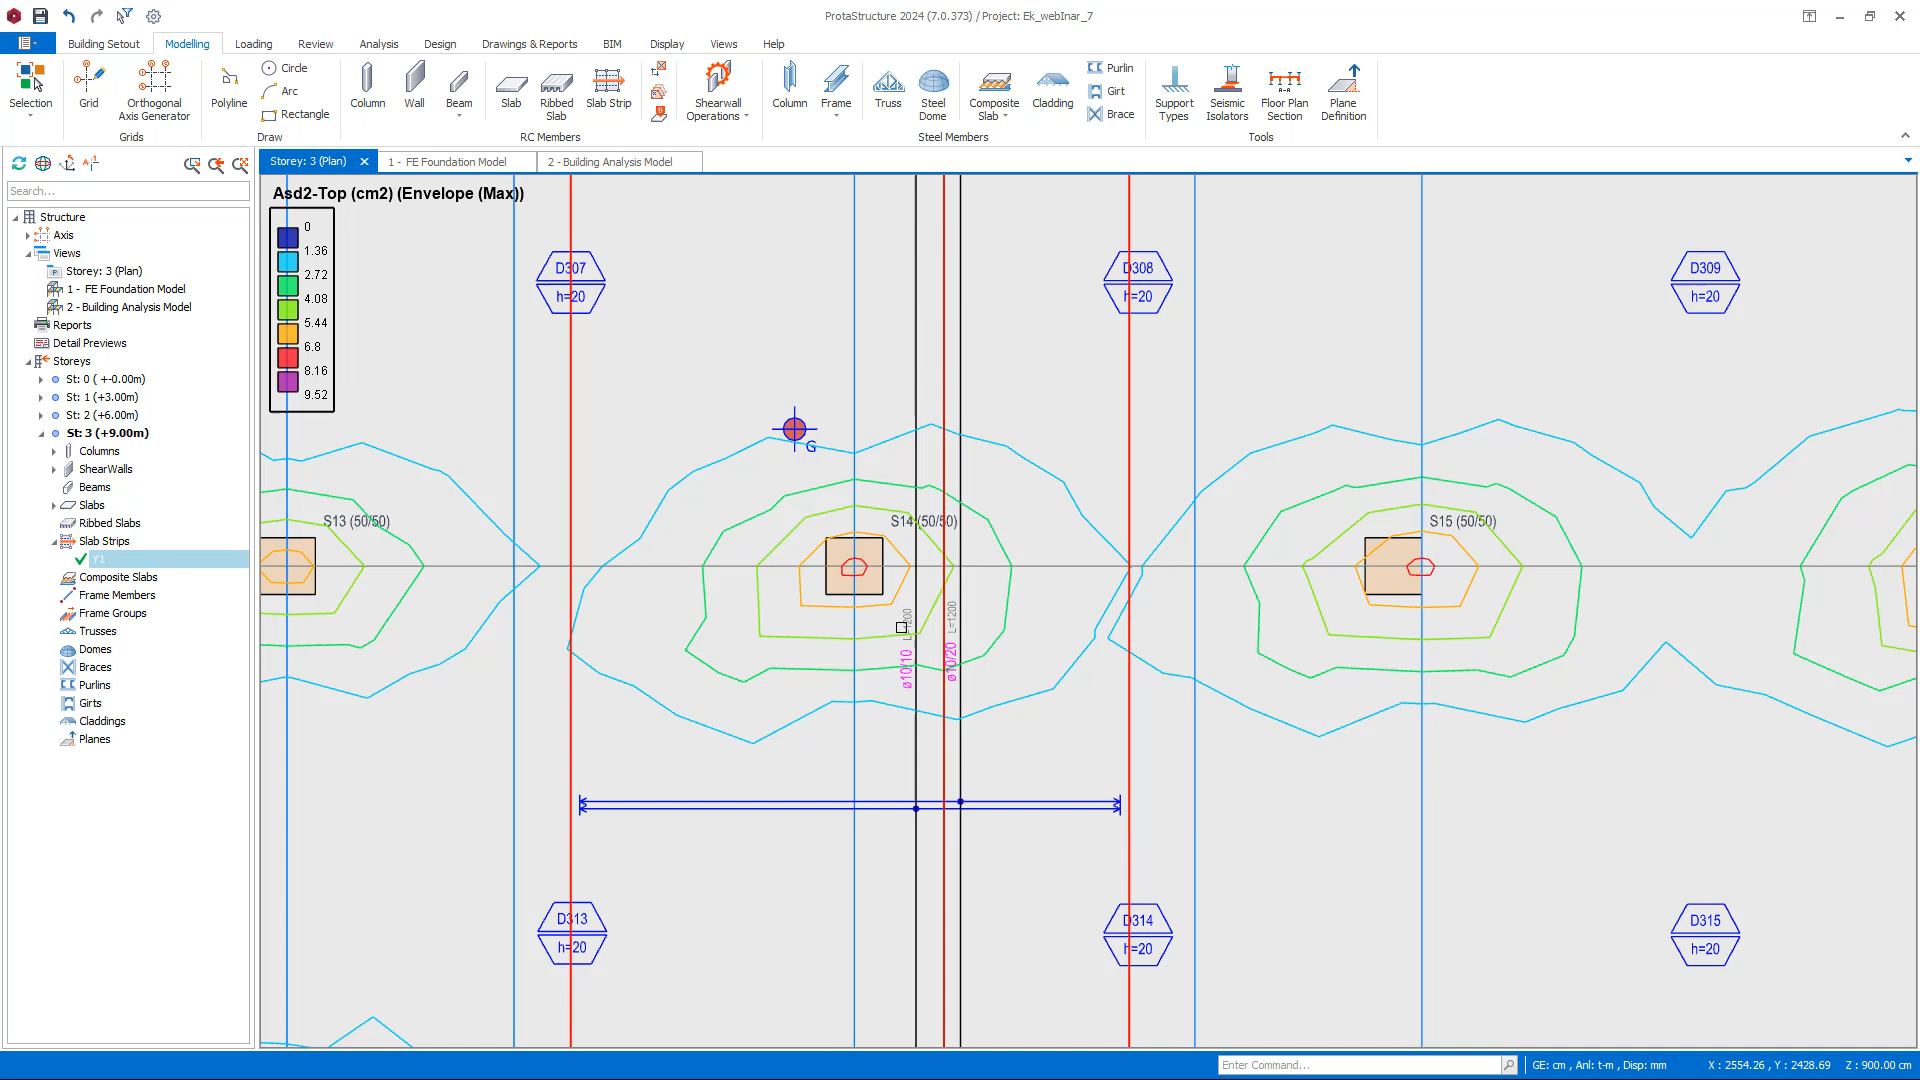 ProtaStructure 2024 (7.0.373) / Project: Ek_webInar_7
Building Setout
Modelling
Loading
Review
Analysis
Design
Drawings & Reports
BIM
Display
Views
Help
Selection
Grid
Orthogonal
Axis Generator
Grids
Polyline
Circle
Arc
Rectangle
Draw
Column
Wall
Beam
Slab
Ribbed
Slab
Slab Strip
Shearwall
Operations
RC Members
Column
Frame
Truss
Steel
Dome
Composite
Slab
Cladding
Purlin
Girt
Brace
Steel Members
Support
Types
Seismic
Isolators
Floor Plan
Section
Plane
Definition
Tools
Storey: 3 (Plan)
1 - FE Foundation Model
2 - Building Analysis Model
Search...
Structure
Axis
Views
Storey: 3 (Plan)
1 - FE Foundation Model
2 - Building Analysis Model
Reports
Detail Previews
Storeys
St: 0 ( +-0.00m)
St: 1 (+3.00m)
St: 2 (+6.00m)
St: 3 (+9.00m)
Columns
ShearWalls
Beams
Slabs
Ribbed Slabs
Slab Strips
Y1
Composite Slabs
Frame Members
Frame Groups
Trusses
Domes
Braces
Purlins
Girts
Claddings
Planes
Asd2-Top (cm2) (Envelope (Max))
0
1.36
2.72
4.08
5.44
6.8
8.16
9.52
D307
h=20
D308
h=20
D309
h=20
G
S13 (50/50)
S14 (50/50)
S15 (50/50)
ø10/10 L=1200
ø10/20 L=1200
D313
h=20
D314
h=20
D315
h=20
Enter Command...
GE: cm , Anl: t-m , Disp: mm
X : 2554.26 , Y : 2428.69
Z : 900.00 cm